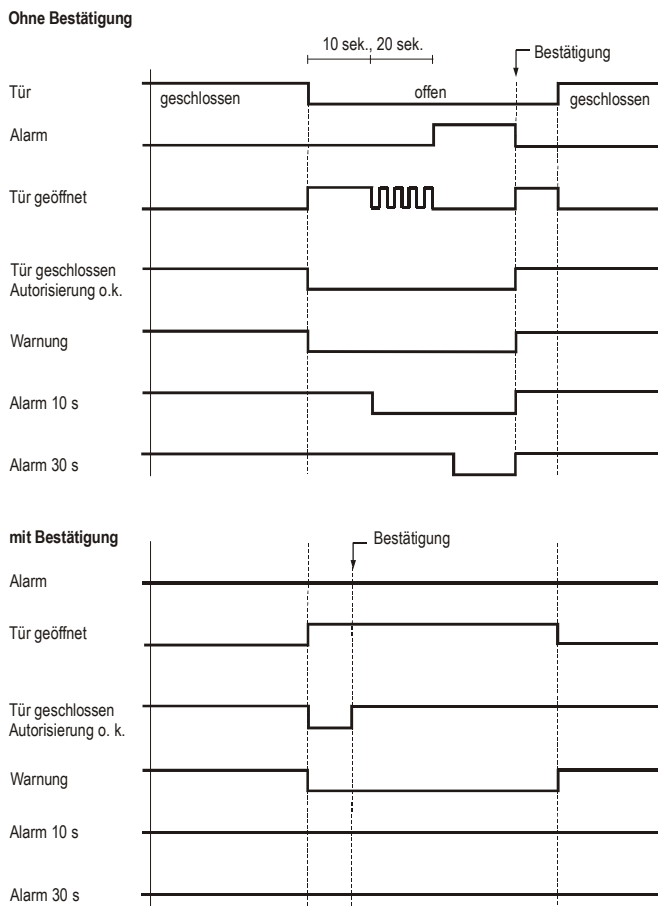 Ohne Bestätigung
10 sek., 20 sek.
Bestätigung
Tür
geschlossen
offen
geschlossen
Alarm
Tür geöffnet
Tür geschlossen
Autorisierung o.k.
Warnung
Alarm 10 s
Alarm 30 s
mit Bestätigung
Bestätigung
Alarm
Tür geöffnet
Tür geschlossen
Autorisierung o. k.
Warnung
Alarm 10 s
Alarm 30 s